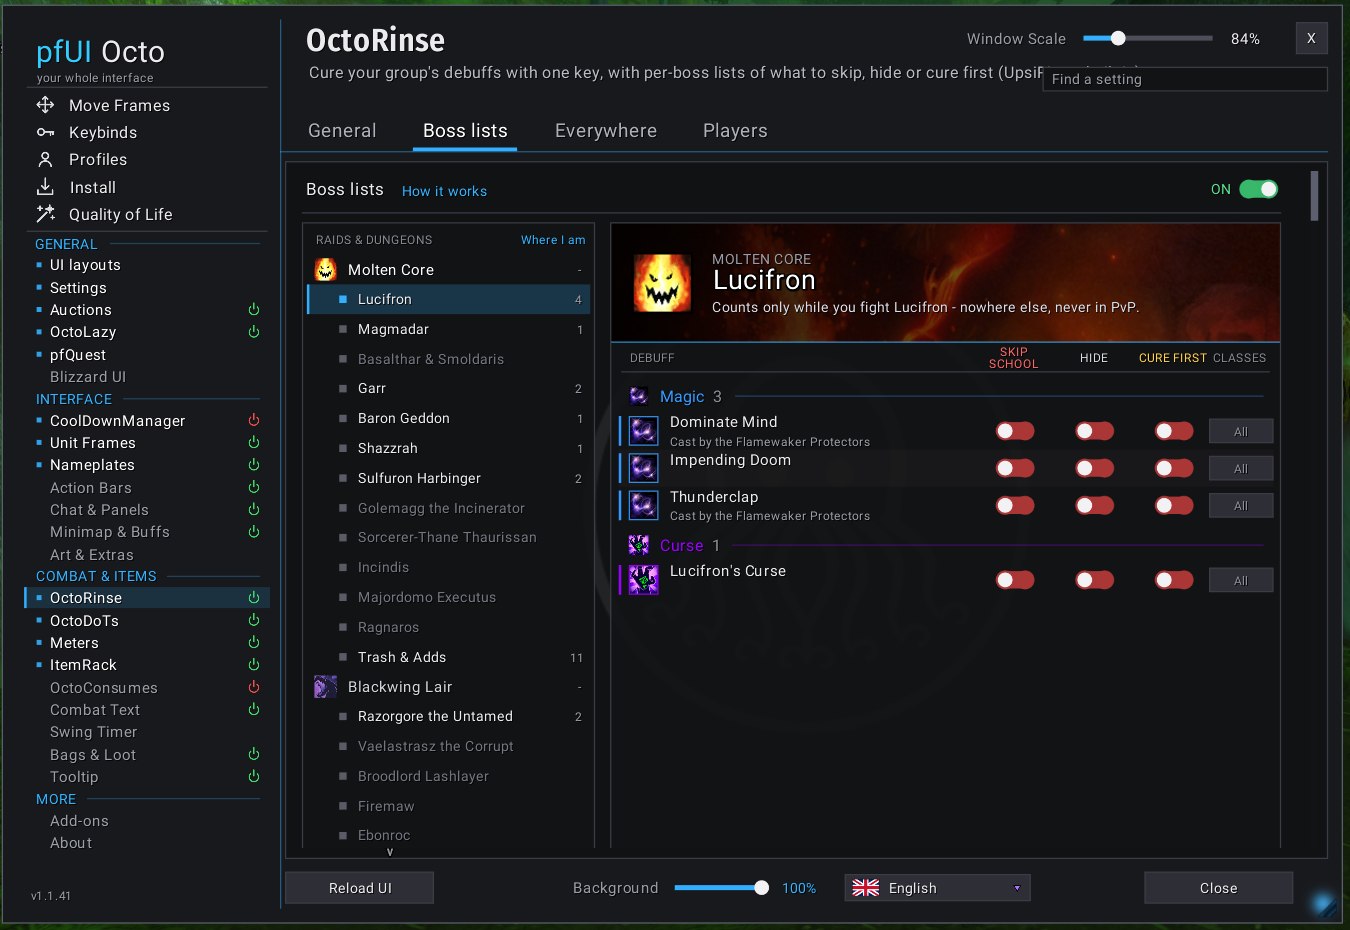 pfUI Octo
your whole interface
Move Frames
Keybinds
Profiles
Install
Quality of Life
GENERAL
UI layouts
Settings
Auctions
OctoLazy
pfQuest
Blizzard UI
INTERFACE
CoolDownManager
Unit Frames
Nameplates
Action Bars
Chat & Panels
Minimap & Buffs
Art & Extras
COMBAT & ITEMS
OctoRinse
OctoDoTs
Meters
ItemRack
OctoConsumes
Combat Text
Swing Timer
Bags & Loot
Tooltip
MORE
Add-ons
About
v1.1.41
OctoRinse
Window Scale 84% X
Cure your group's debuffs with one key, with per-boss lists of what to skip, hide or cure first
Find a setting
General Boss lists Everywhere Players
Boss lists How it works ON
RAIDS & DUNGEONS Where I am
Molten Core -
Lucifron 4
Magmadar 1
Basalthar & Smoldaris
Garr 2
Baron Geddon 1
Shazzrah 1
Sulfuron Harbinger 2
Golemagg the Incinerator
Sorcerer-Thane Thaurissan
Incindis
Majordomo Executus
Ragnaros
Trash & Adds 11
Blackwing Lair -
Razorgore the Untamed 2
Vaelastrasz the Corrupt
Broodlord Lashlayer
Firemaw
Ebonroc
v
MOLTEN CORE
Lucifron
Counts only while you fight Lucifron - nowhere else, never in PvP.
DEBUFF SKIP SCHOOL HIDE CURE FIRST CLASSES
Magic 3
Dominate Mind All
Cast by the Flamewaker Protectors
Impending Doom All
Thunderclap All
Cast by the Flamewaker Protectors
Curse 1
Lucifron's Curse All
Reload UI Background 100% English Close